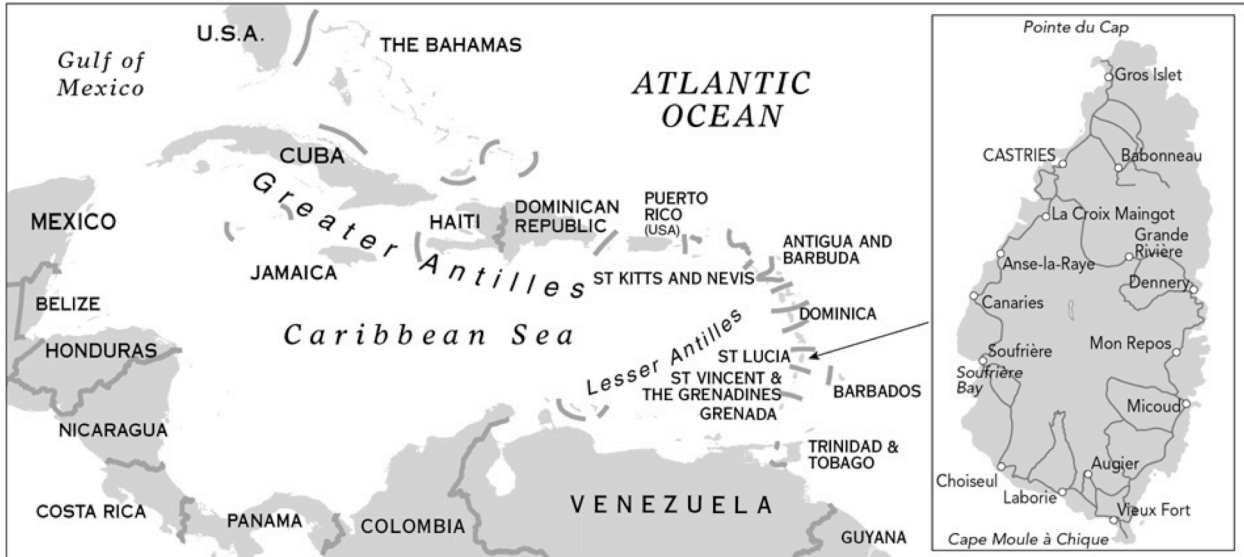 U.S.A.
Gulf of
Mexico
THE BAHAMAS
ATLANTIC
OCEAN
CUBA
Greater Antilles
MEXICO
HAITI
DOMINICAN
REPUBLIC
PUERTO
RICO
(USA)
JAMAICA
ANTIGUA AND
BARBUDA
ST KITTS AND NEVIS
BELIZE
DOMINICA
Caribbean Sea
HONDURAS
Lesser Antilles
ST LUCIA
ST VINCENT &
THE GRENADINES
GRENADA
BARBADOS
NICARAGUA
TRINIDAD &
TOBAGO
COSTA RICA
PANAMA
COLOMBIA
VENEZUELA
GUYANA
Pointe du Cap
Gros Islet
CASTRIES
Babonneau
La Croix Maingot
Grande
Rivière
Anse-la-Raye
Dennery
Canaries
Soufrière
Mon Repos
Soufrière
Bay
Micoud
Augier
Choiseul
Laborie
Vieux Fort
Cape Moule à Chique